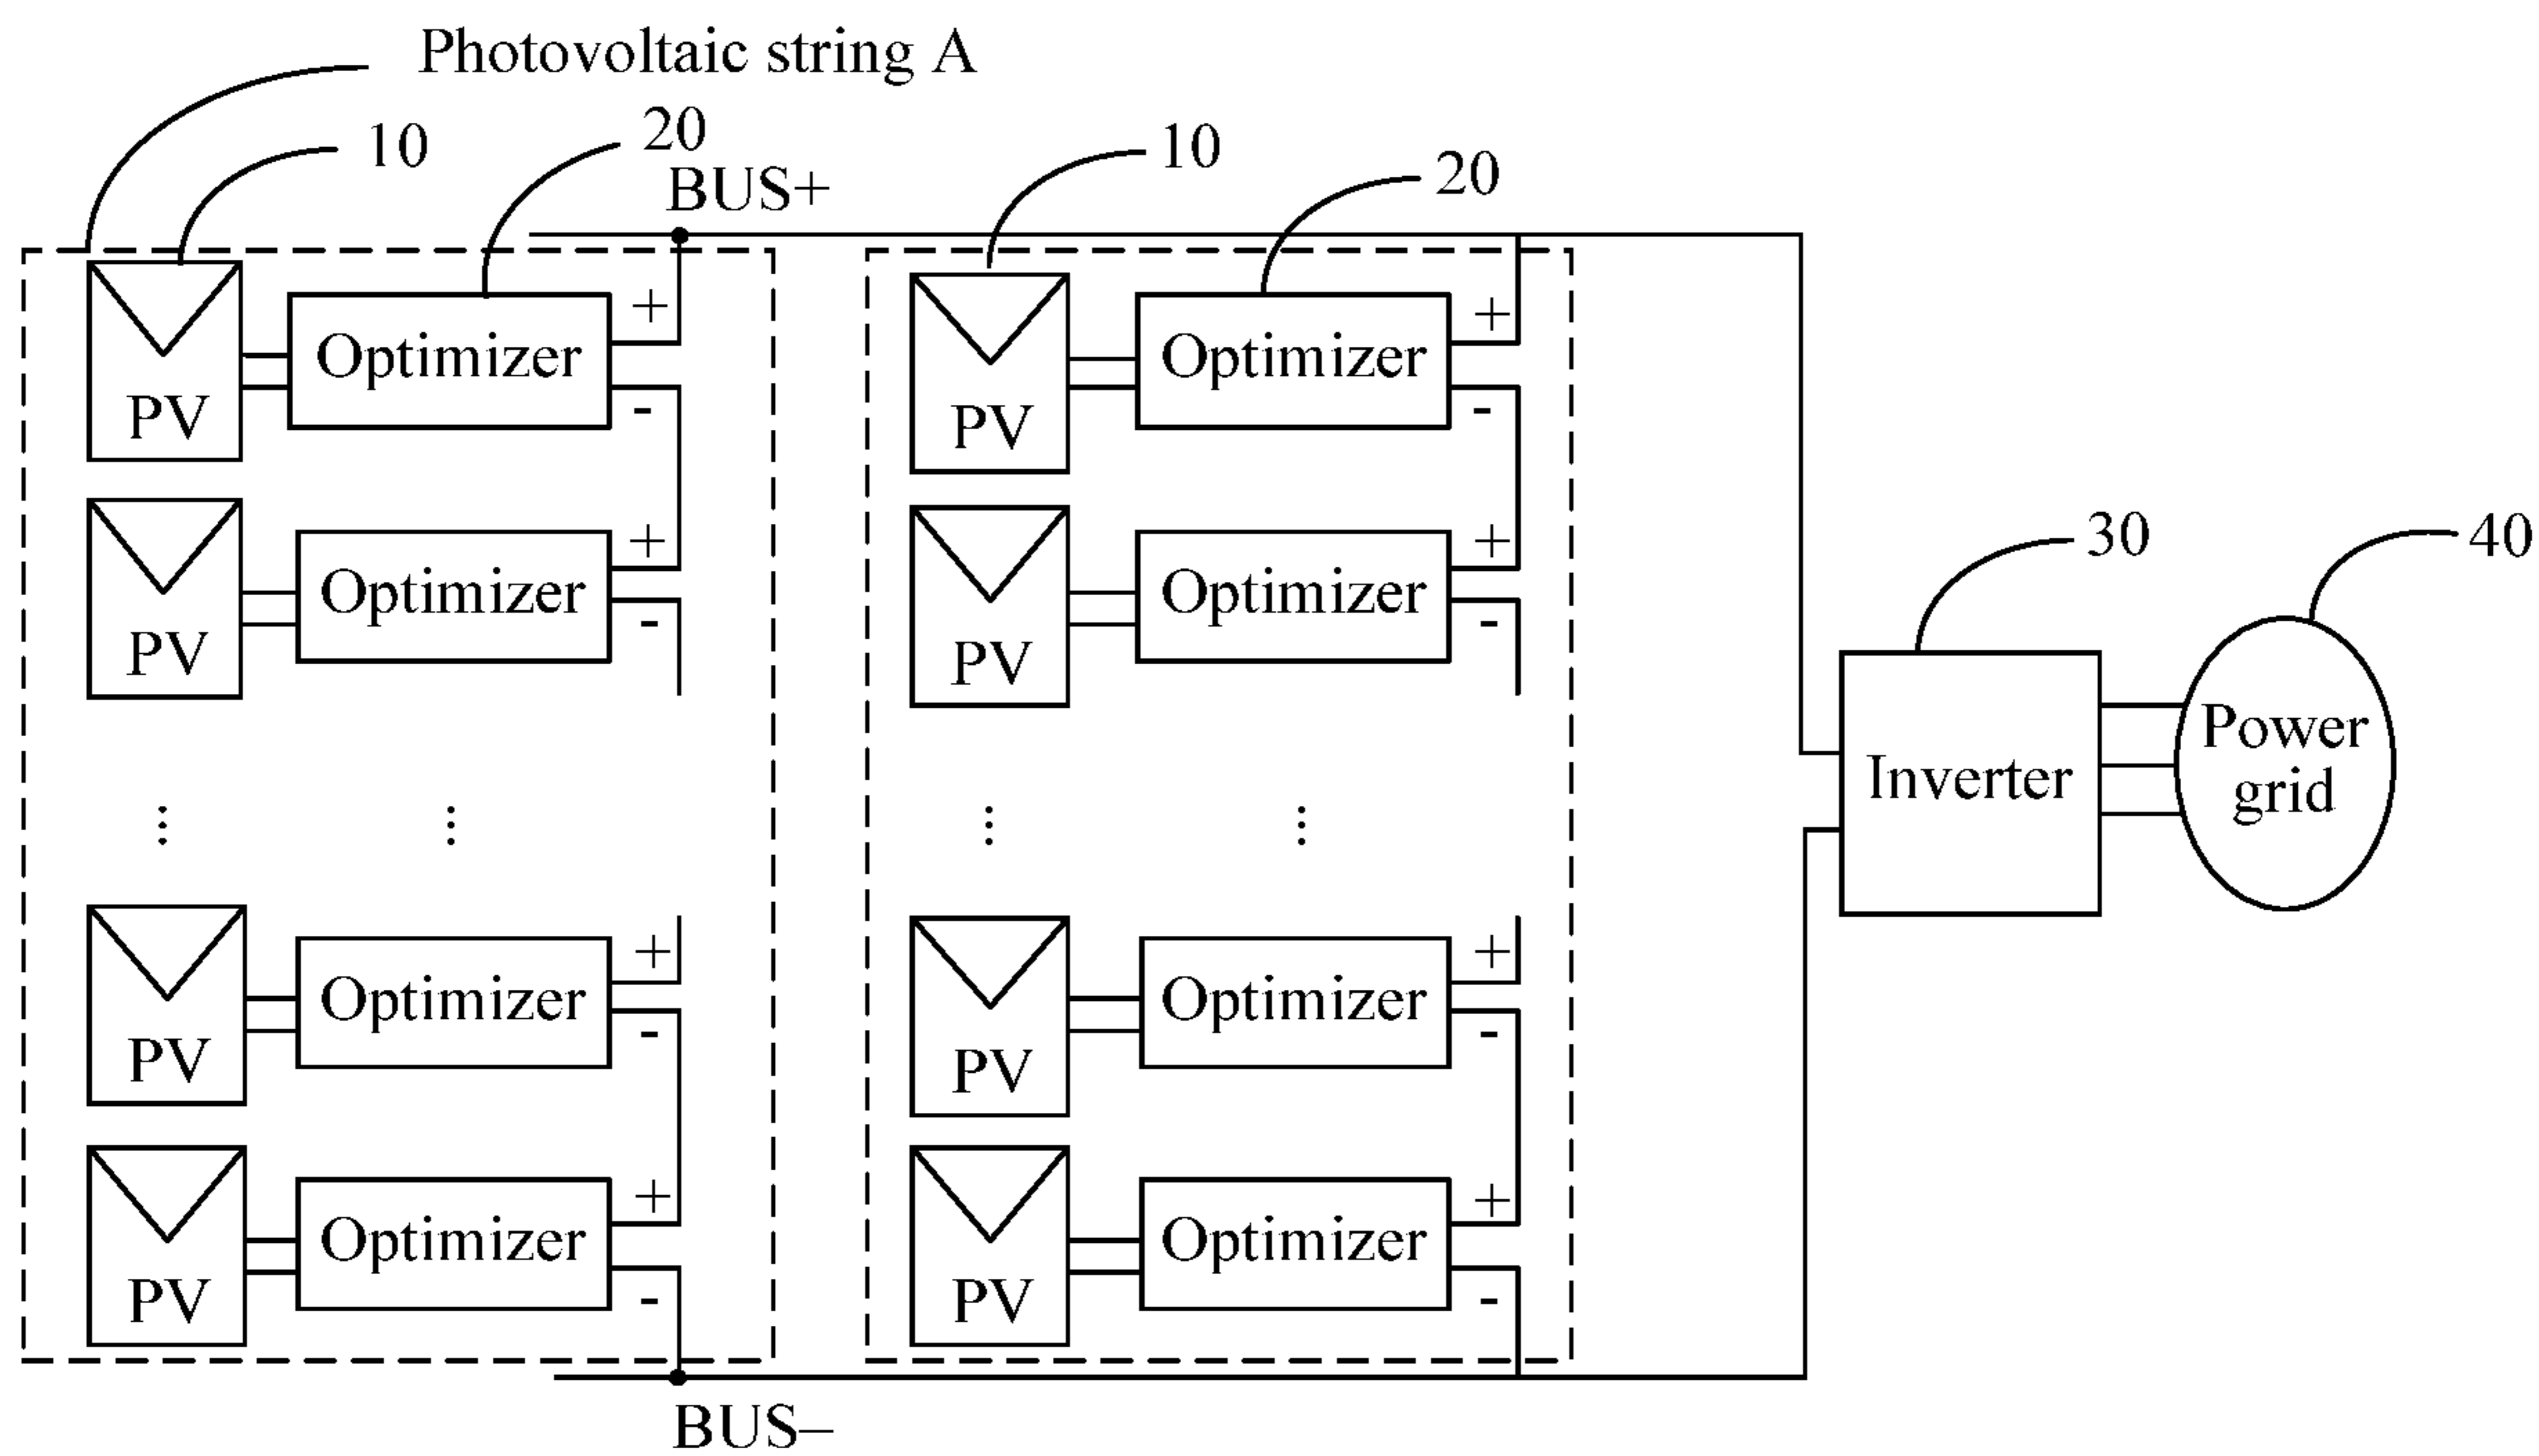 Photovoltaic string A
10
20
BUS+
10
20
+
Optimizer
-
PV
+
Optimizer
-
PV
+
Optimizer
-
PV
+
Optimizer
-
PV
30
40
Inverter
Power
grid
⋮
⋮
⋮
⋮
+
Optimizer
-
PV
+
Optimizer
-
PV
+
Optimizer
-
PV
+
Optimizer
-
PV
BUS–